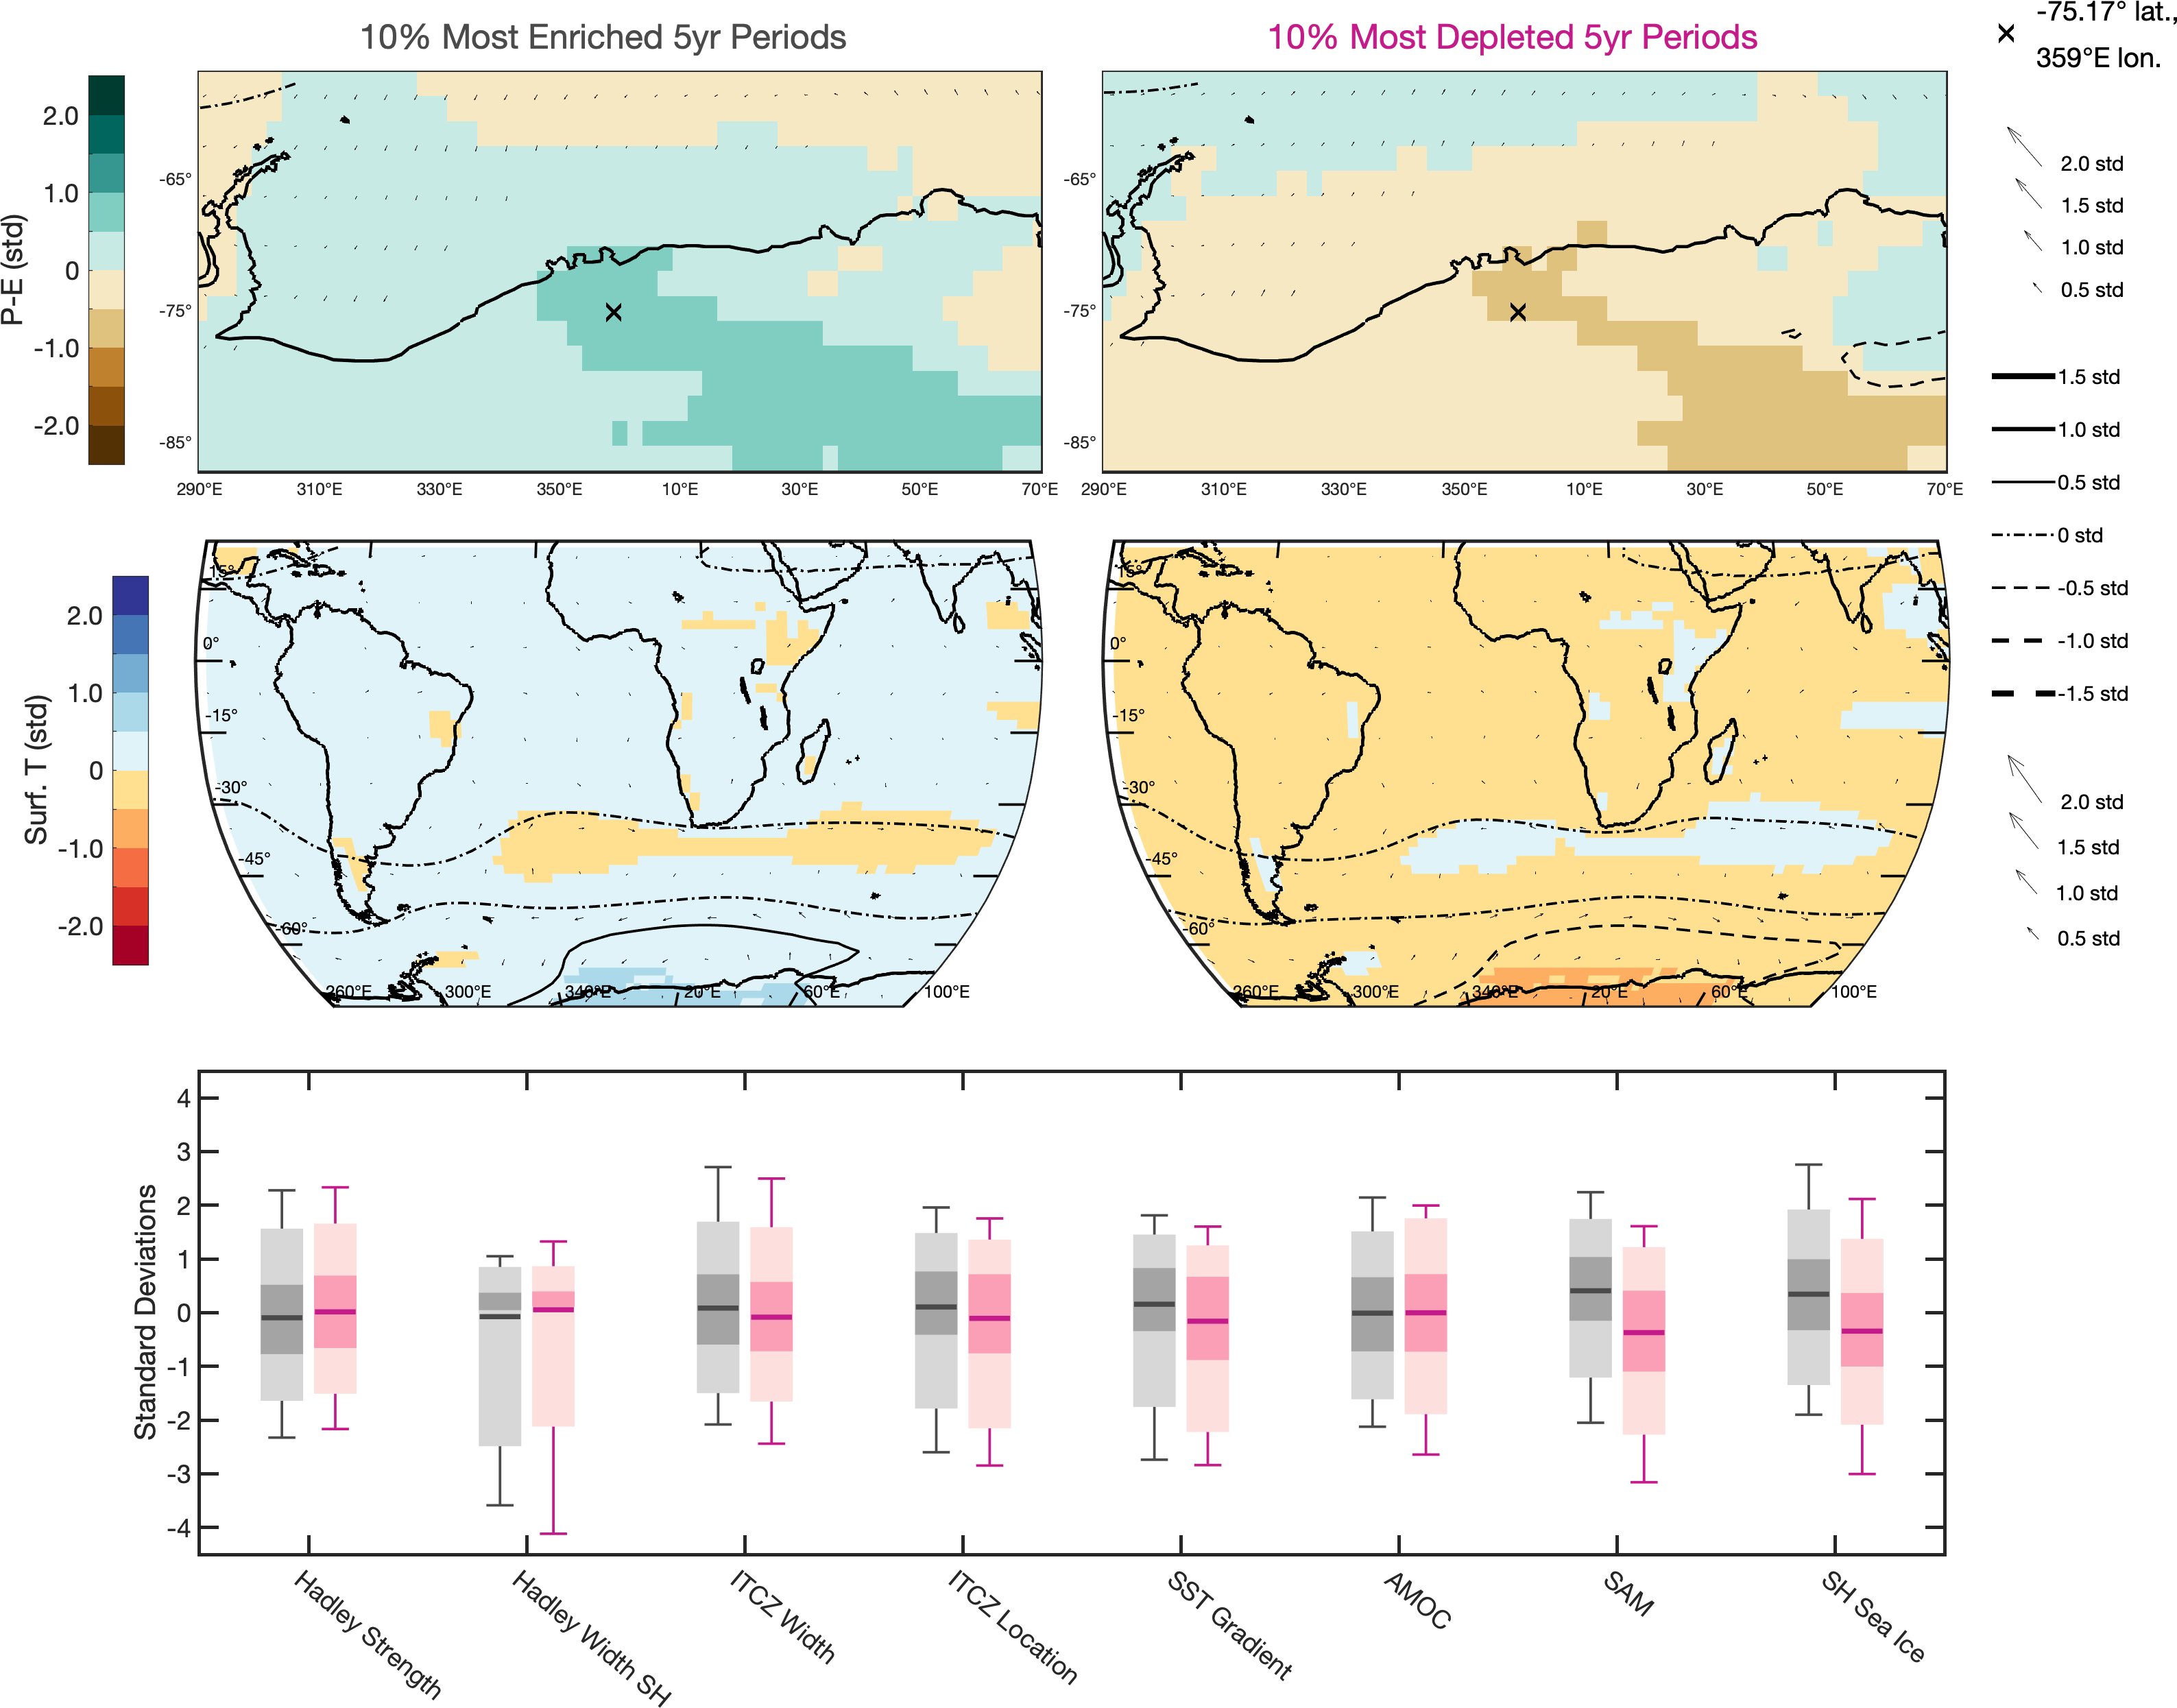 10% Most Enriched 5yr Periods
10% Most Depleted 5yr Periods
-75.17° lat.,
359°E lon.
P-E (std)
2.0
1.0
0
-1.0
-2.0
-65°
-75°
-85°
290°E 310°E 330°E 350°E 10°E 30°E 50°E 70°E
-65°
-75°
-85°
290°E 310°E 330°E 350°E 10°E 30°E 50°E 70°E
2.0 std
1.5 std
1.0 std
0.5 std
1.5 std
1.0 std
0.5 std
0 std
-0.5 std
-1.0 std
-1.5 std
2.0 std
1.5 std
1.0 std
0.5 std
Surf. T (std)
2.0
1.0
0
-1.0
-2.0
15°
0°
-15°
-30°
-45°
-60°
260°E 300°E 340°E 20°E 60°E 100°E
15°
0°
-15°
-30°
-45°
-60°
260°E 300°E 340°E 20°E 60°E 100°E
Standard Deviations
4
3
2
1
0
-1
-2
-3
-4
Hadley Strength
Hadley Width SH
ITCZ Width
ITCZ Location
SST Gradient
AMOC
SAM
SH Sea Ice